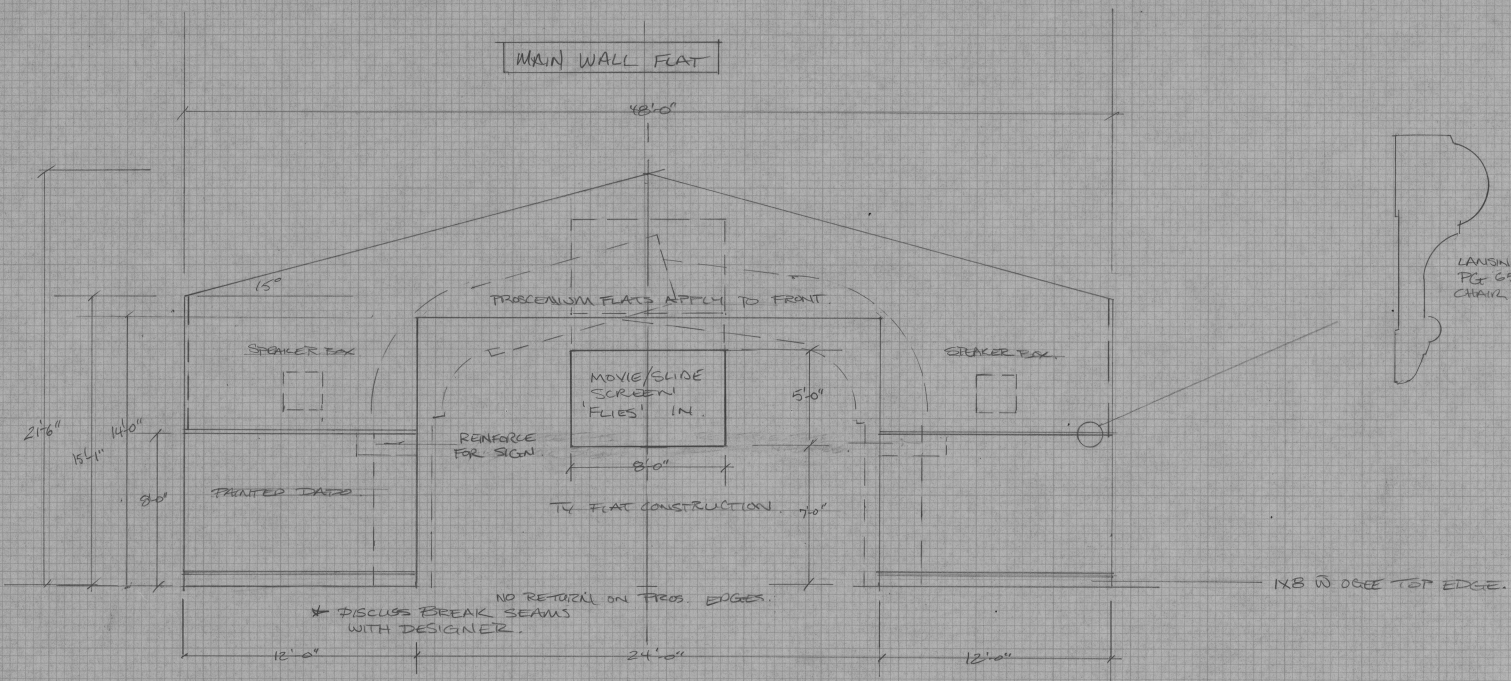 MAIN WALL FLAT
48'-0"
15°
PROSCENIUM FLATS APPLY TO FRONT.
SPEAKER BOX
SPEAKER BOX.
MOVIE/SLIDE
SCREEN
'FLIES' IN.
5'-0"
21'-6"
15'-1"
14'-0"
8'-0"
REINFORCE
FOR SIGN.
8'-0"
PAINTED DADO.
FLAT CONSTRUCTION.
7'-0"
NO RETURN ON PROS. EDGES.
* DISCUSS BREAK SEAMS
WITH DESIGNER.
12'-0"
24'-0"
12'-0"
1X8 W OGEE TOP EDGE.
PG 65
CHAIR